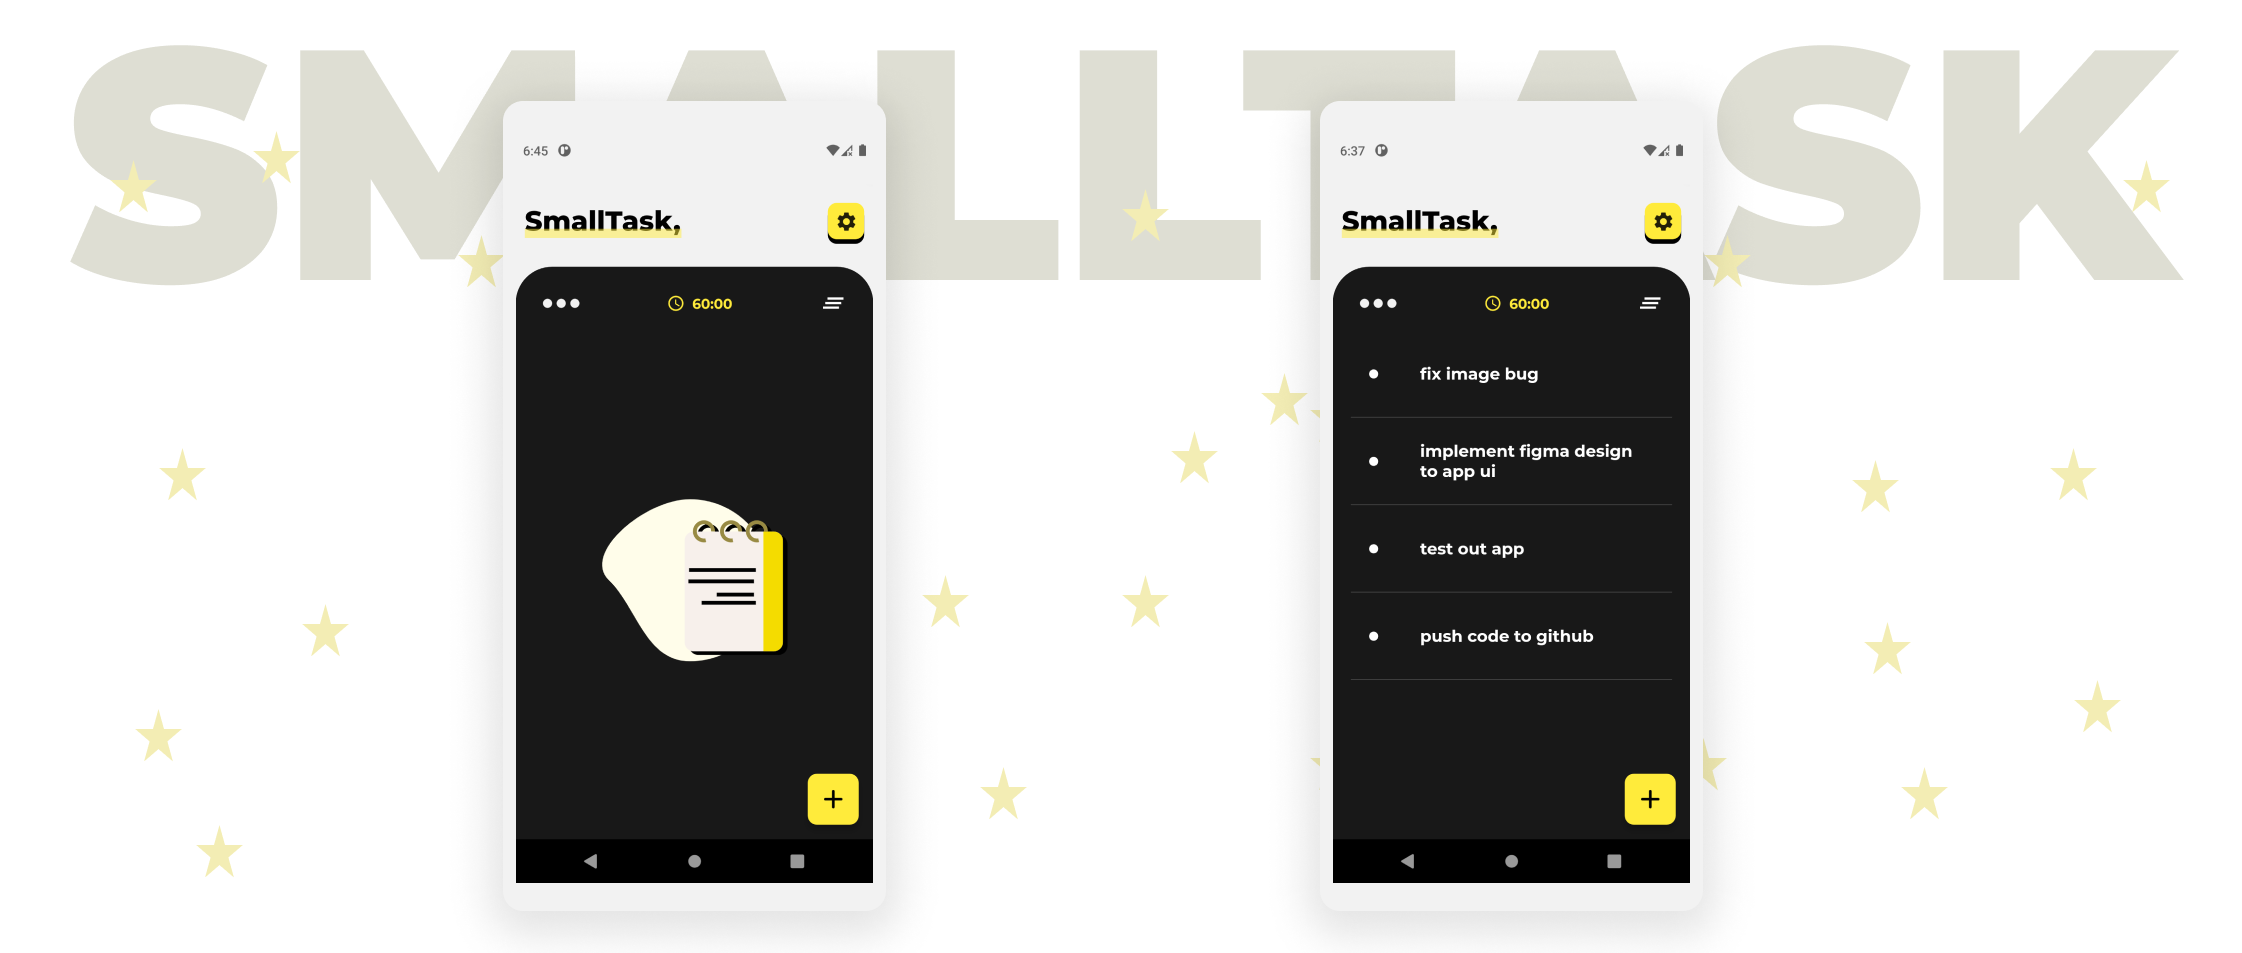 SMALLTASK
6:45
SmallTask,
60:00
6:37
SmallTask,
60:00
fix image bug
implement figma design
to app ui
test out app
push code to github